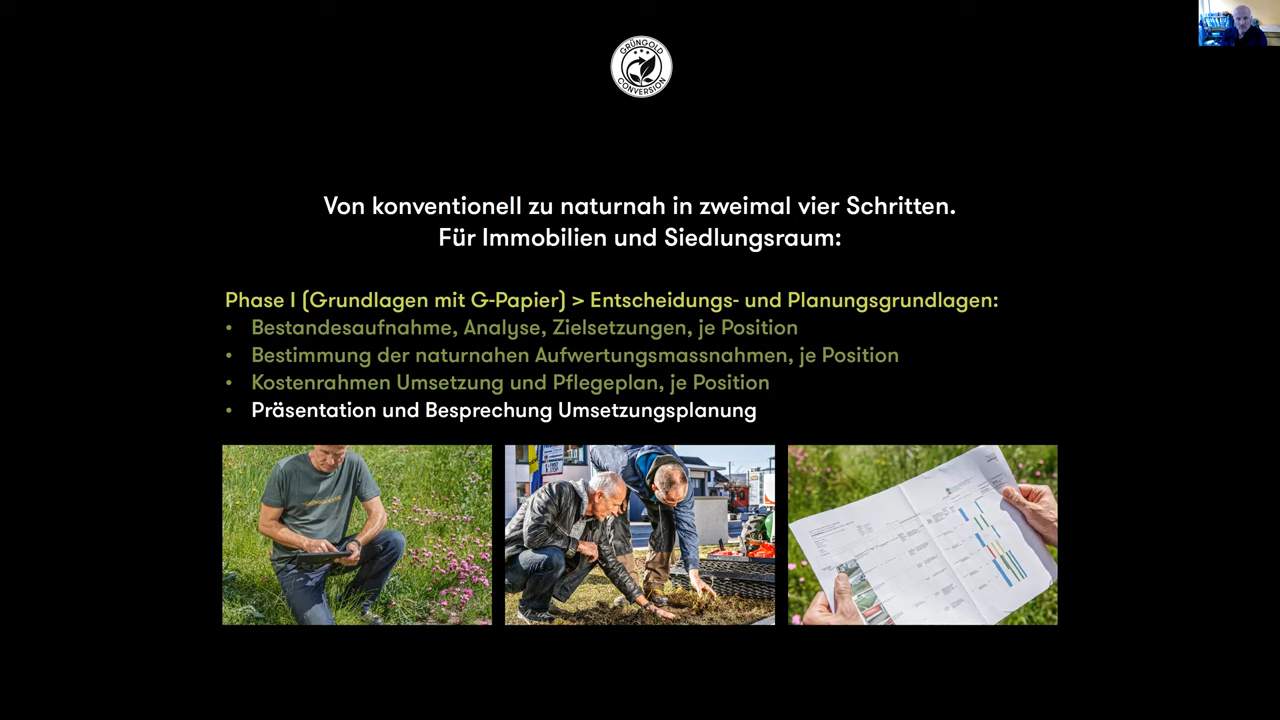 GRÜNGOLD
CONVERSION
Von konventionell zu naturnah in zweimal vier Schritten.
Für Immobilien und Siedlungsraum:
Phase I (Grundlagen mit G-Papier) > Entscheidungs- und Planungsgrundlagen:
• Bestandesaufnahme, Analyse, Zielsetzungen, je Position
• Bestimmung der naturnahen Aufwertungsmassnahmen, je Position
• Kostenrahmen Umsetzung und Pflegeplan, je Position
• Präsentation und Besprechung Umsetzungsplanung